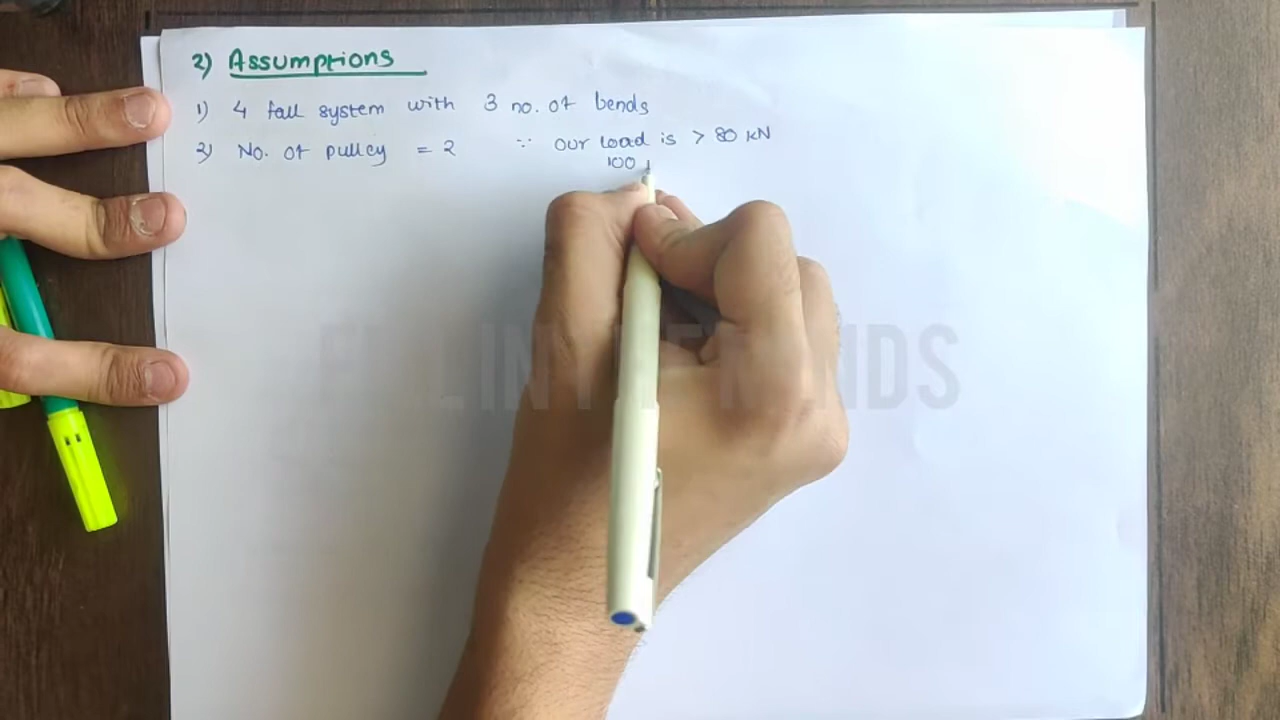 2) Assumptions
1) 4 fall system with 3 no. of bends
2) No. of pulley = 2 ∵ our load is > 80 kN
100